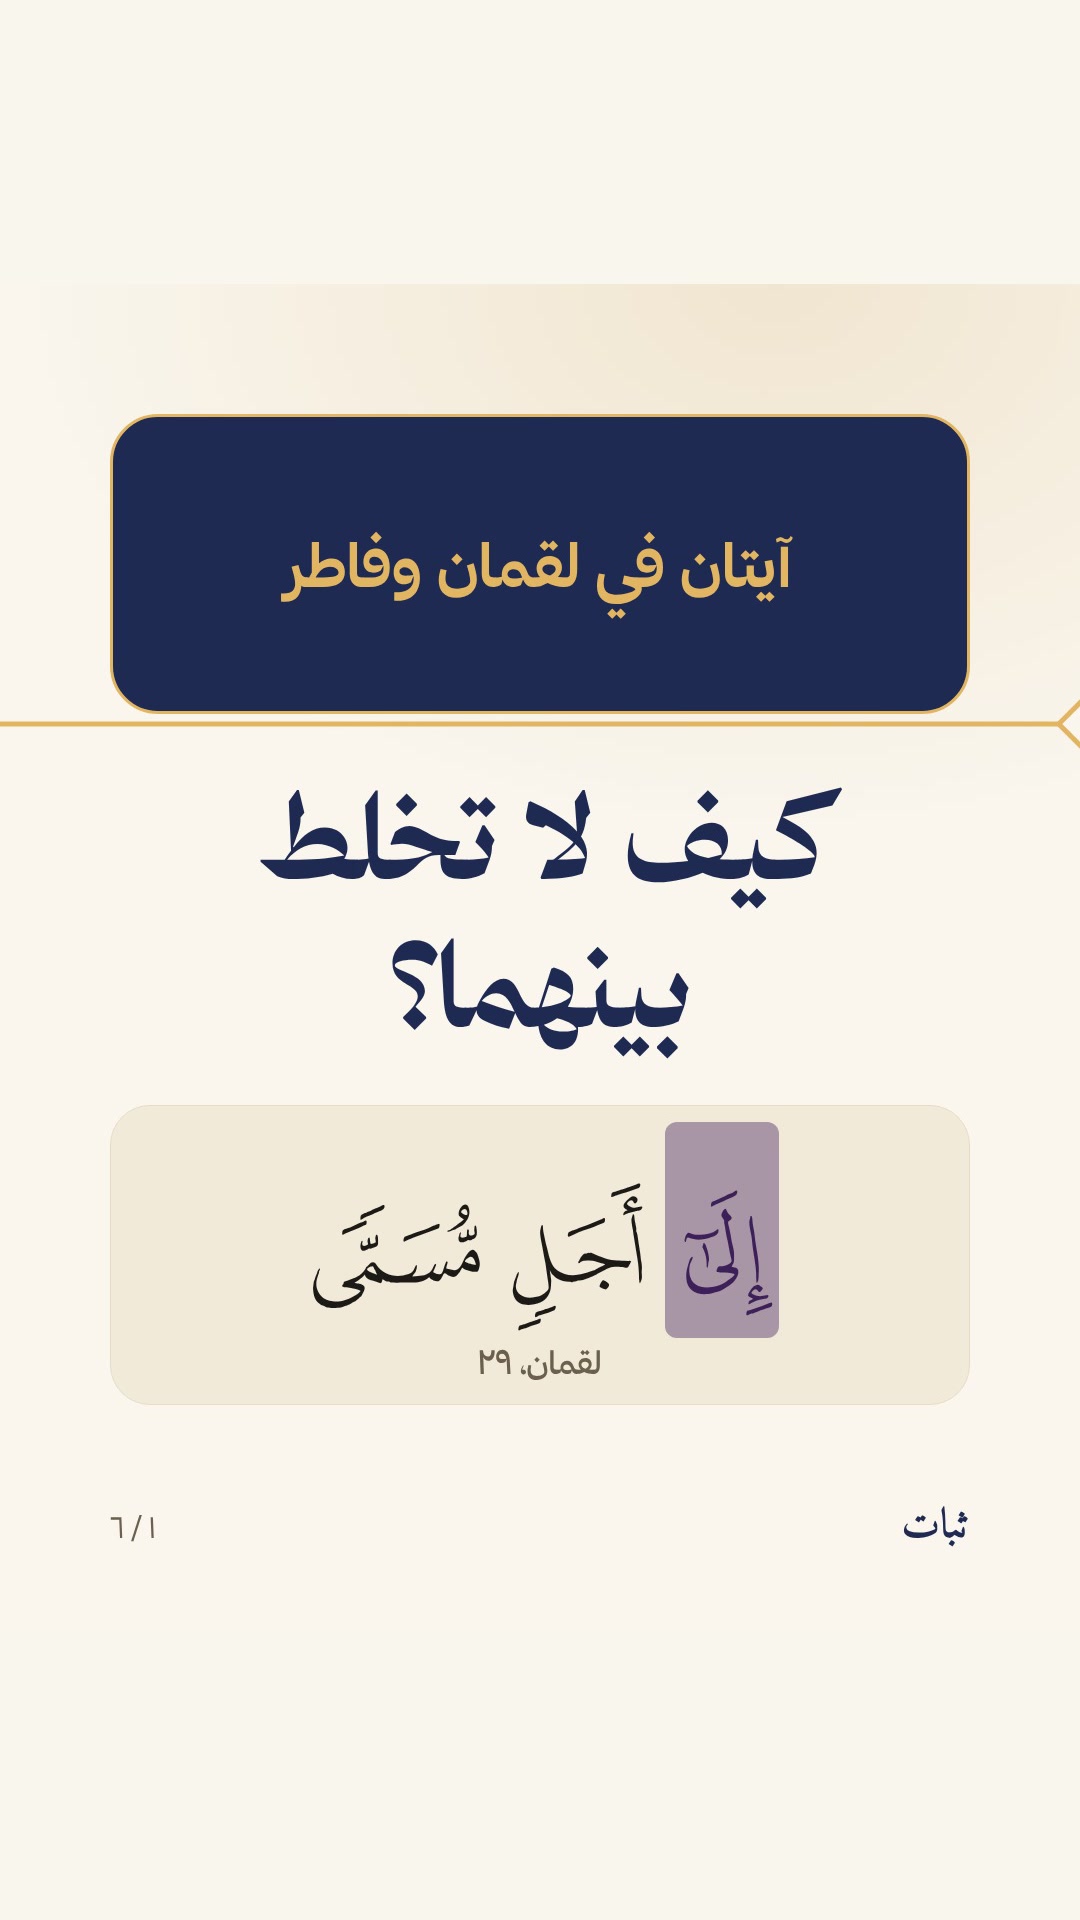 آيتان في لقمان وفاطر
كيف لا تخلط
بينهما؟
إِلَىٰٓ أَجَلٍ مُّسَمًّى
لقمان، ٢٩
ثبات
١ / ٦